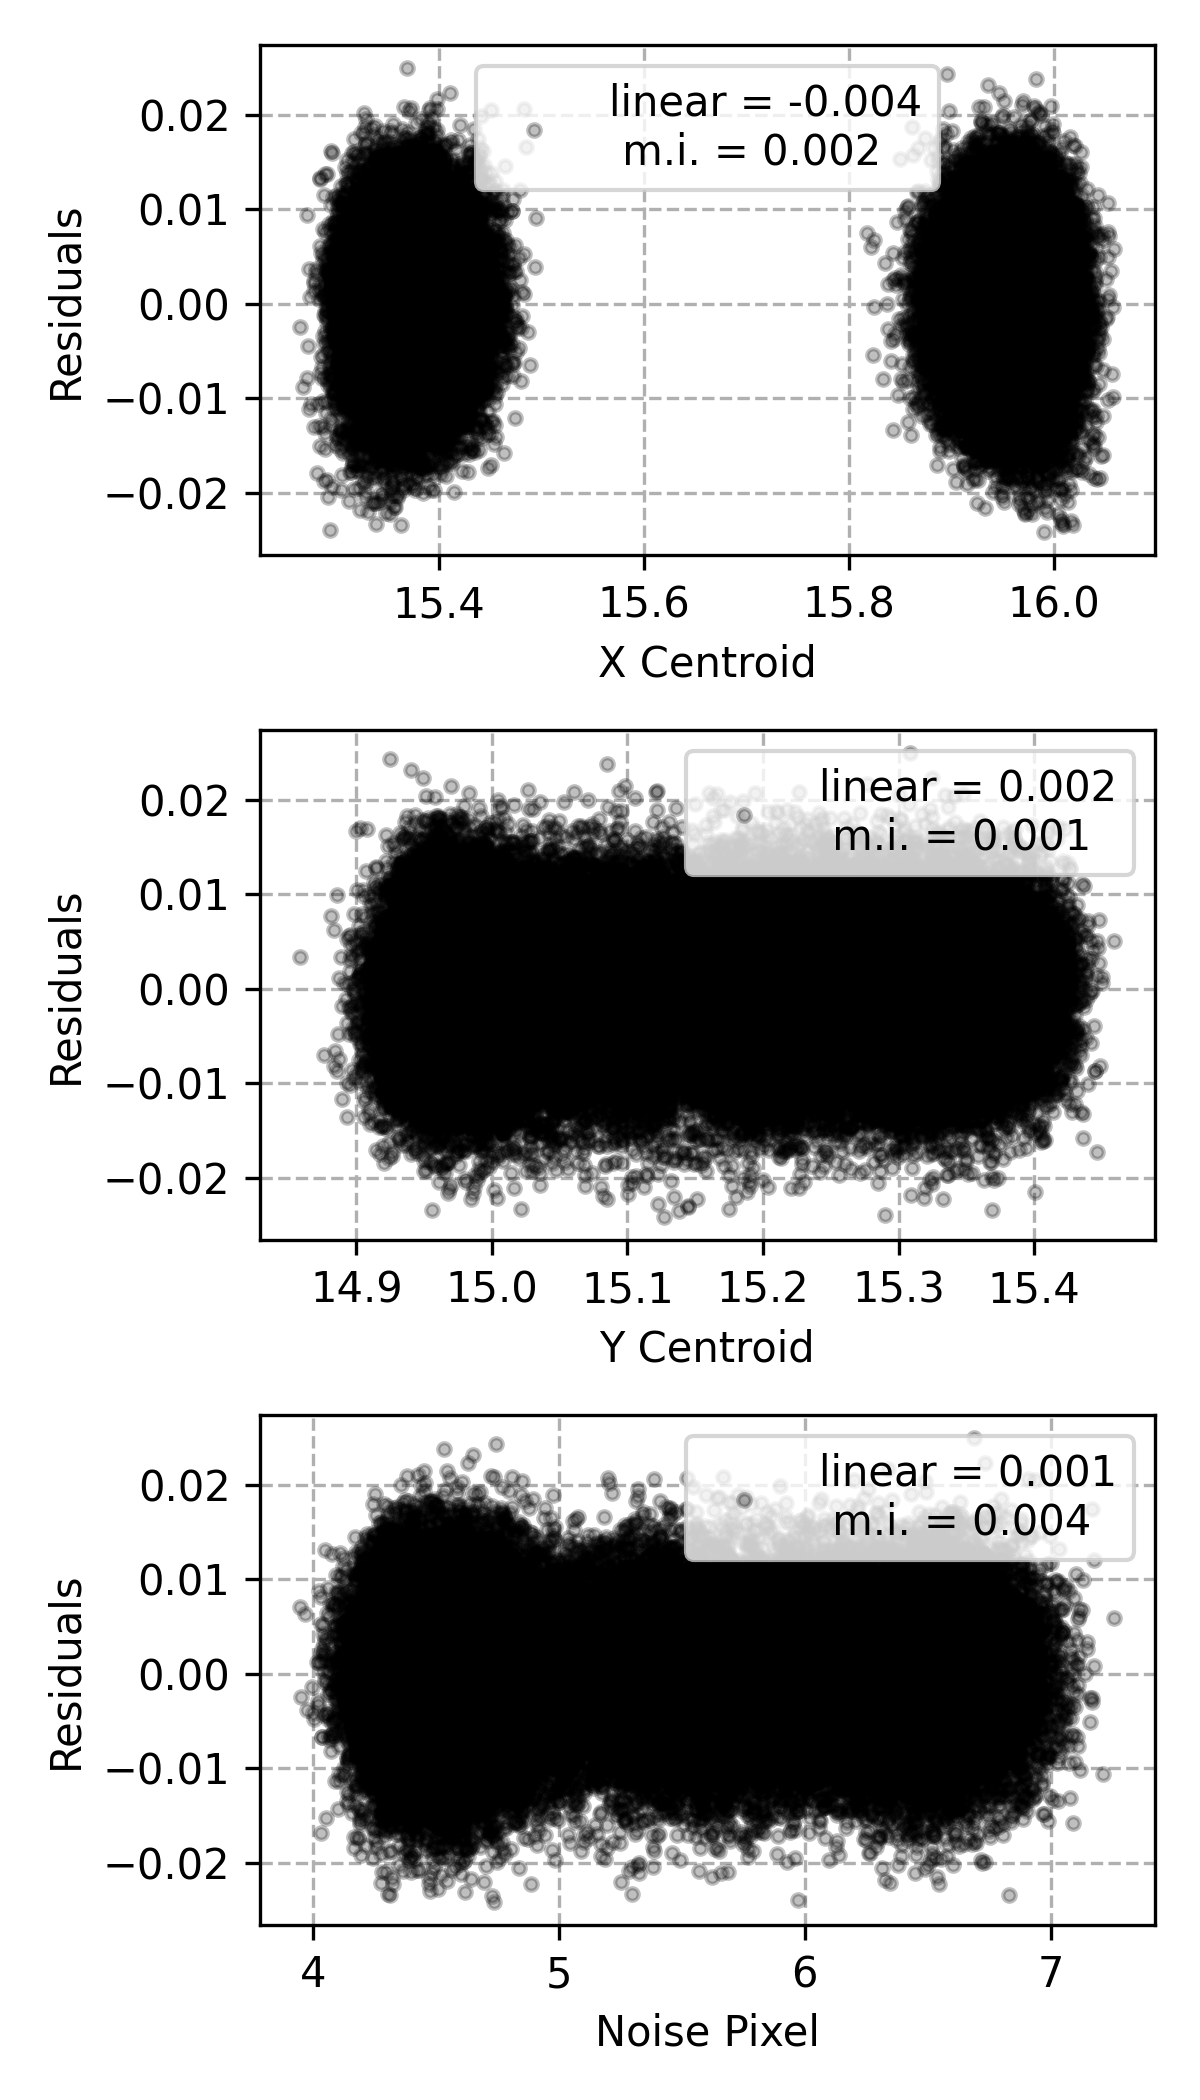 linear = -0.004
m.i. = 0.002
0.02
0.01
0.00
−0.01
−0.02
Residuals
15.4 15.6 15.8 16.0
X Centroid
linear = 0.002
m.i. = 0.001
0.02
0.01
0.00
−0.01
−0.02
Residuals
14.9 15.0 15.1 15.2 15.3 15.4
Y Centroid
linear = 0.001
m.i. = 0.004
0.02
0.01
0.00
−0.01
−0.02
Residuals
4 5 6 7
Noise Pixel